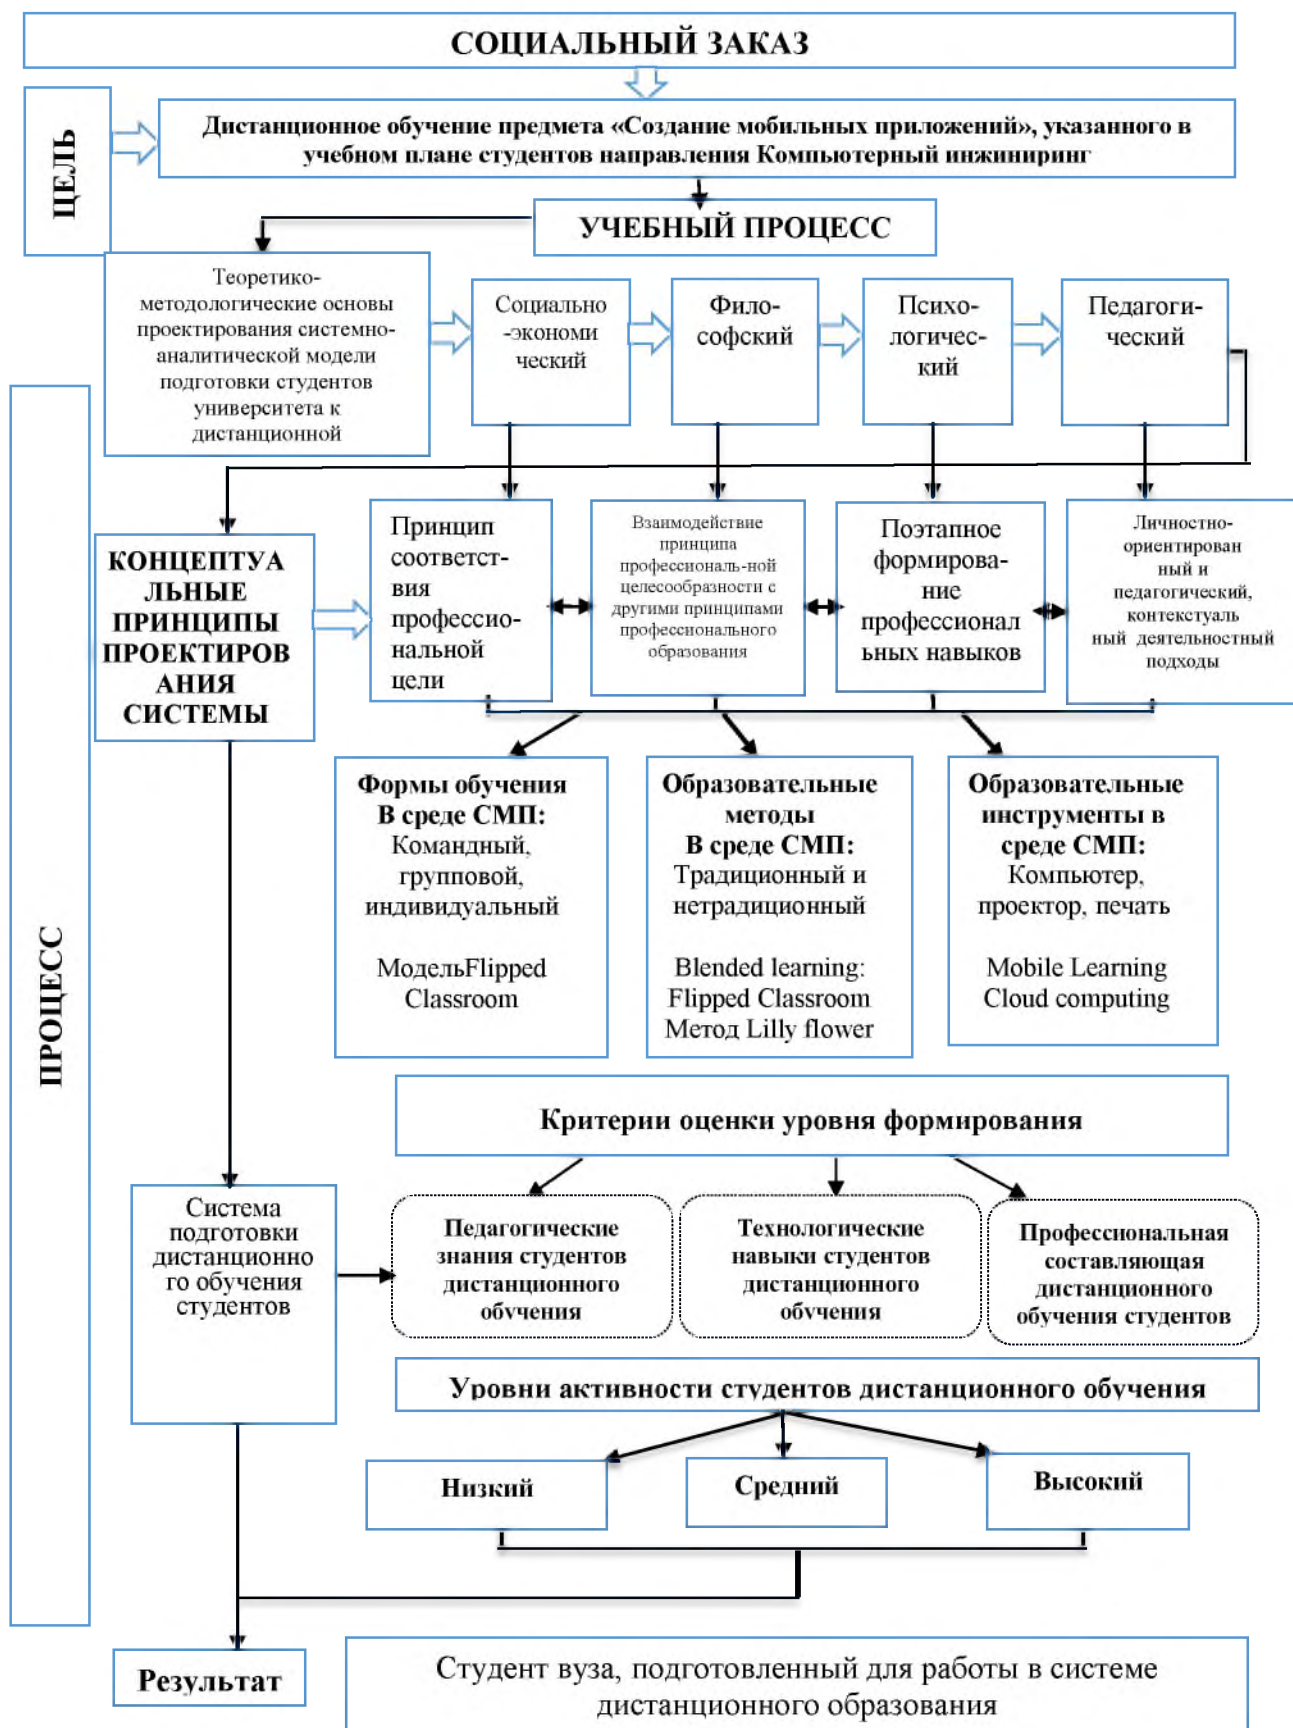 СОЦИАЛЬНЫЙ ЗАКАЗ
ЦЕЛЬ
Дистанционное обучение предмета «Создание мобильных приложений», указанного в
учебном плане студентов направления Компьютерный инжиниринг
УЧЕБНЫЙ ПРОЦЕСС
Теоретико-
методологические основы
проектирования системно-
аналитической модели
подготовки студентов
университета к
дистанционной
Социально
-экономи
ческий
Фило-
софский
Психо-
логичес-
кий
Педагоги-
ческий
ПРОЦЕСС
КОНЦЕПТУА
ЛЬНЫЕ
ПРИНЦИПЫ
ПРОЕКТИРОВ
АНИЯ
СИСТЕМЫ
Принцип
соответст-
вия
профессио-
нальной
цели
Взаимодействие
принципа
профессиональ-ной
целесообразности с
другими принципами
профессионального
образования
Поэтапное
формирова-
ние
профессионал
ьных навыков
Личностно-
ориентирован
ный и
педагогический,
контекстуаль
ный деятельностный
подходы
Формы обучения
В среде СМП:
Командный,
групповой,
индивидуальный
МодельFlipped
Classroom
Образовательные
методы
В среде СМП:
Традиционный и
нетрадиционный
Blended learning:
Flipped Classroom
Метод Lilly flower
Образовательные
инструменты в
среде СМП:
Компьютер,
проектор, печать
Mobile Learning
Cloud computing
Критерии оценки уровня формирования
Система
подготовки
дистанционно
го обучения
студентов
Педагогические
знания студентов
дистанционного
обучения
Технологические
навыки студентов
дистанционного
обучения
Профессиональная
составляющая
дистанционного
обучения студентов
Уровни активности студентов дистанционного обучения
Низкий
Средний
Высокий
Результат
Студент вуза, подготовленный для работы в системе
дистанционного образования